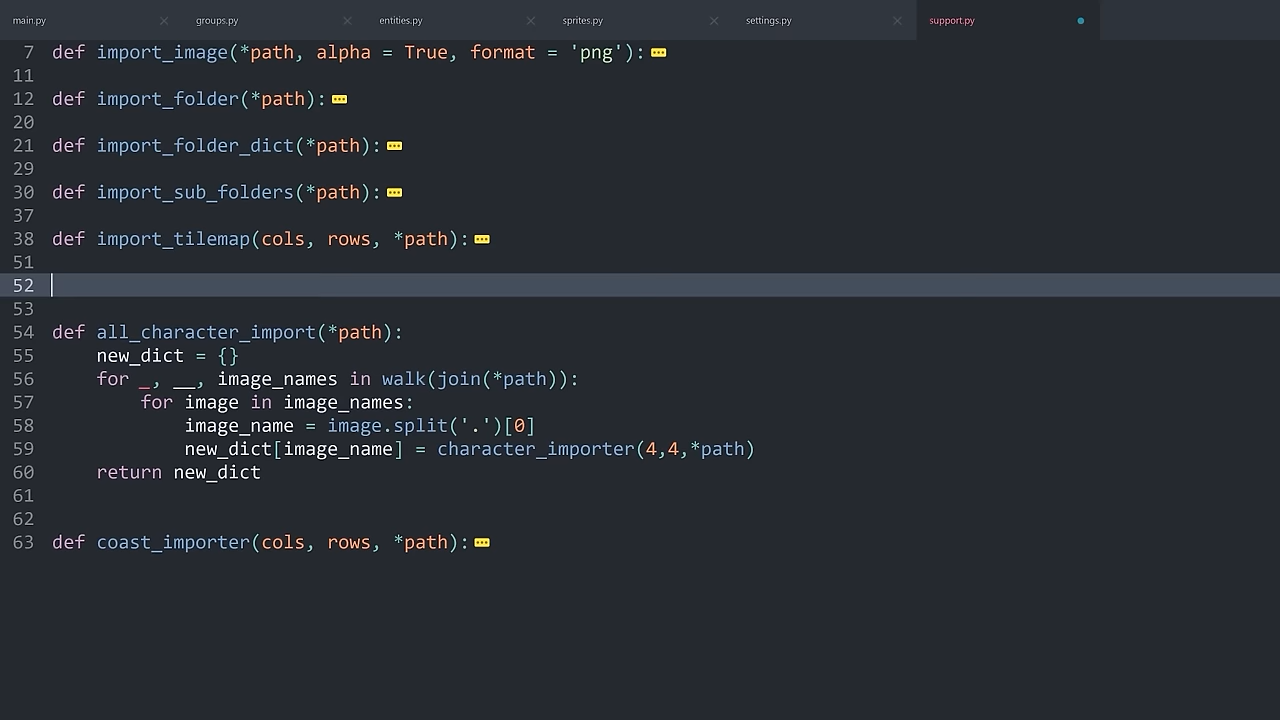 main.py groups.py entities.py sprites.py settings.py support.py
7 def import_image(*path, alpha = True, format = 'png'):
11
12 def import_folder(*path):
20
21 def import_folder_dict(*path):
29
30 def import_sub_folders(*path):
37
38 def import_tilemap(cols, rows, *path):
51
52
53
54 def all_character_import(*path):
55     new_dict = {}
56     for _, __, image_names in walk(join(*path)):
57         for image in image_names:
58             image_name = image.split('.')[0]
59             new_dict[image_name] = character_importer(4,4,*path)
60     return new_dict
61
62
63 def coast_importer(cols, rows, *path):